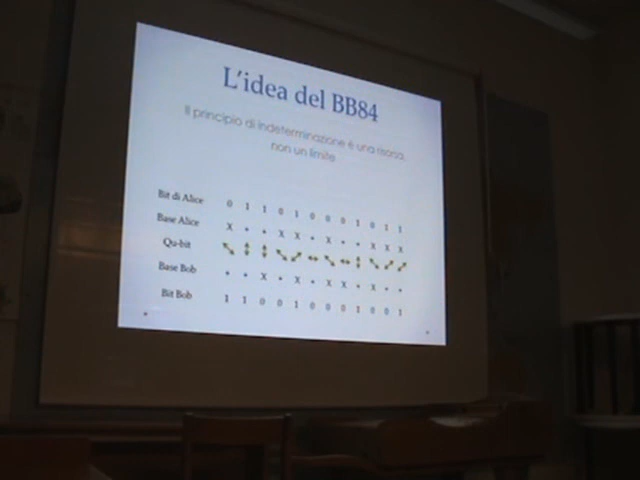 L'idea del BB84
Il principio di indeterminazione è una risorsa,
non un limite
Bit di Alice 0 1 1 0 1 0 0 0 1 0 1 1
Base Alice X + + X X + X + + X X X
Qu-bit
Base Bob + + X + X + X X + X + +
Bit Bob 1 1 0 0 1 0 0 0 1 0 0 1